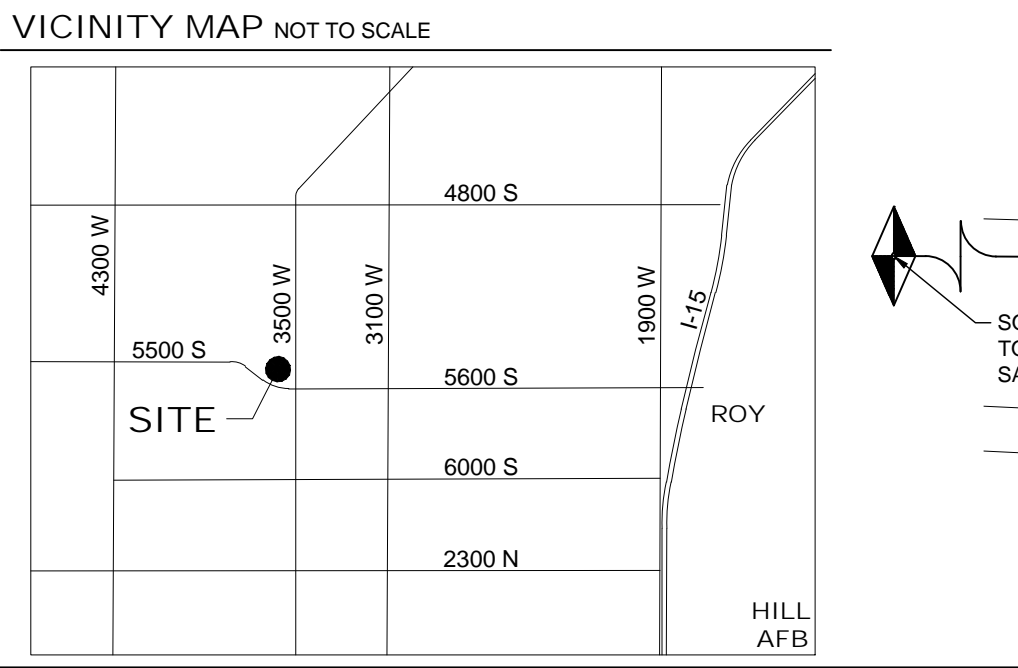 VICINITY MAP NOT TO SCALE
4800 S
4300 W
3500 W
3100 W
1900 W
I-15
5500 S
5600 S
SITE
ROY
6000 S
2300 N
HILL
AFB